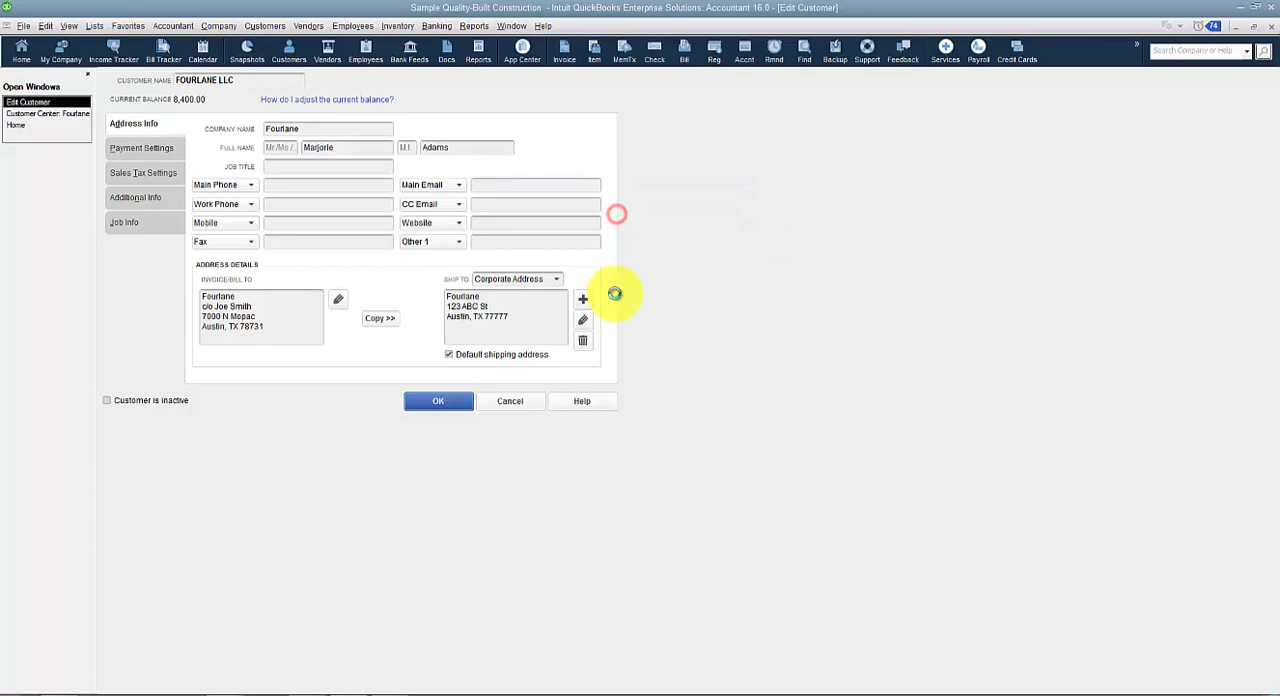 Sample Quality-Built Construction - Intuit QuickBooks Enterprise Solutions: Accountant 16.0 - [Edit Customer]
File Edit View Lists Favorites Accountant Company Customers Vendors Employees Inventory Banking Reports Window Help
74
Home My Company Income Tracker Bill Tracker Calendar Snapshots Customers Vendors Employees Bank Feeds Docs Reports App Center Invoice Item MemTx Check Bill Reg Accnt Rmnd Find Backup Support Feedback Services Payroll Credit Cards
Search Company or Help
Open Windows
Edit Customer
Customer Center: Fourlane
Home
CUSTOMER NAME FOURLANE LLC
CURRENT BALANCE 8,400.00 How do I adjust the current balance?
Address Info
Payment Settings
Sales Tax Settings
Additional Info
Job Info
COMPANY NAME Fourlane
FULL NAME Mr./Ms./ Marjorie M.I. Adams
JOB TITLE
Main Phone Main Email
Work Phone CC Email
Mobile Website
Fax Other 1
ADDRESS DETAILS
INVOICE/BILL TO
Fourlane
c/o Joe Smith
7000 N Mopac
Austin, TX 78731
Copy >>
SHIP TO Corporate Address
Fourlane
123 ABC St
Austin, TX 77777
Default shipping address
Customer is inactive
OK Cancel Help